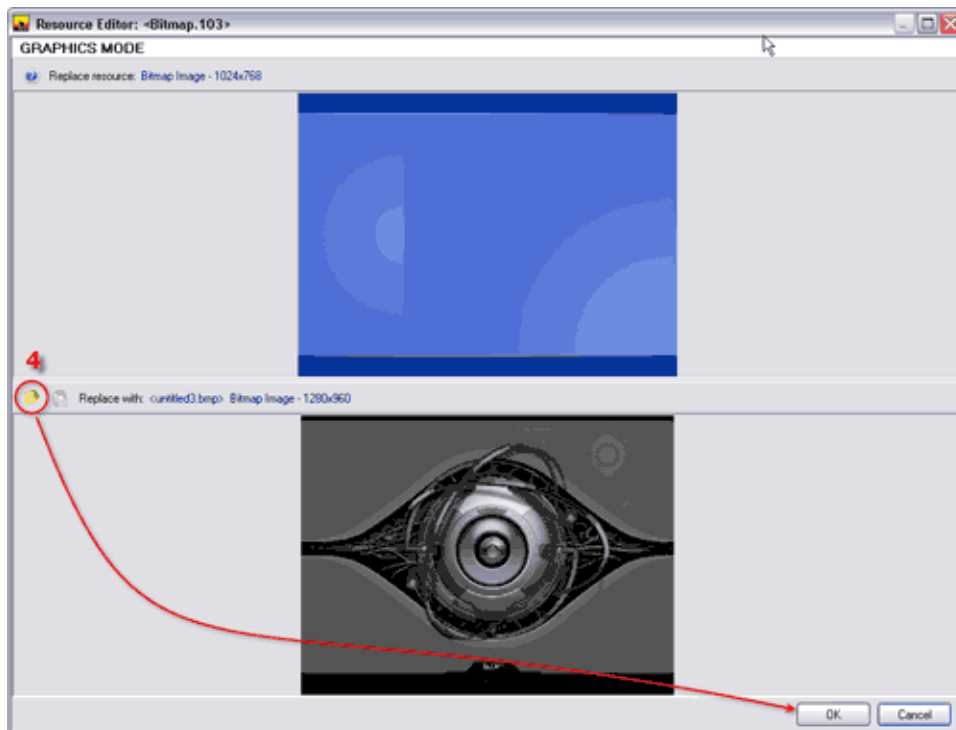 Resource Editor: <Bitmap.103>
GRAPHICS MODE
Replace resource: Bitmap Image - 1024x768
4
Replace with: <untitled3.bmp> Bitmap Image - 1280x960
OK
Cancel